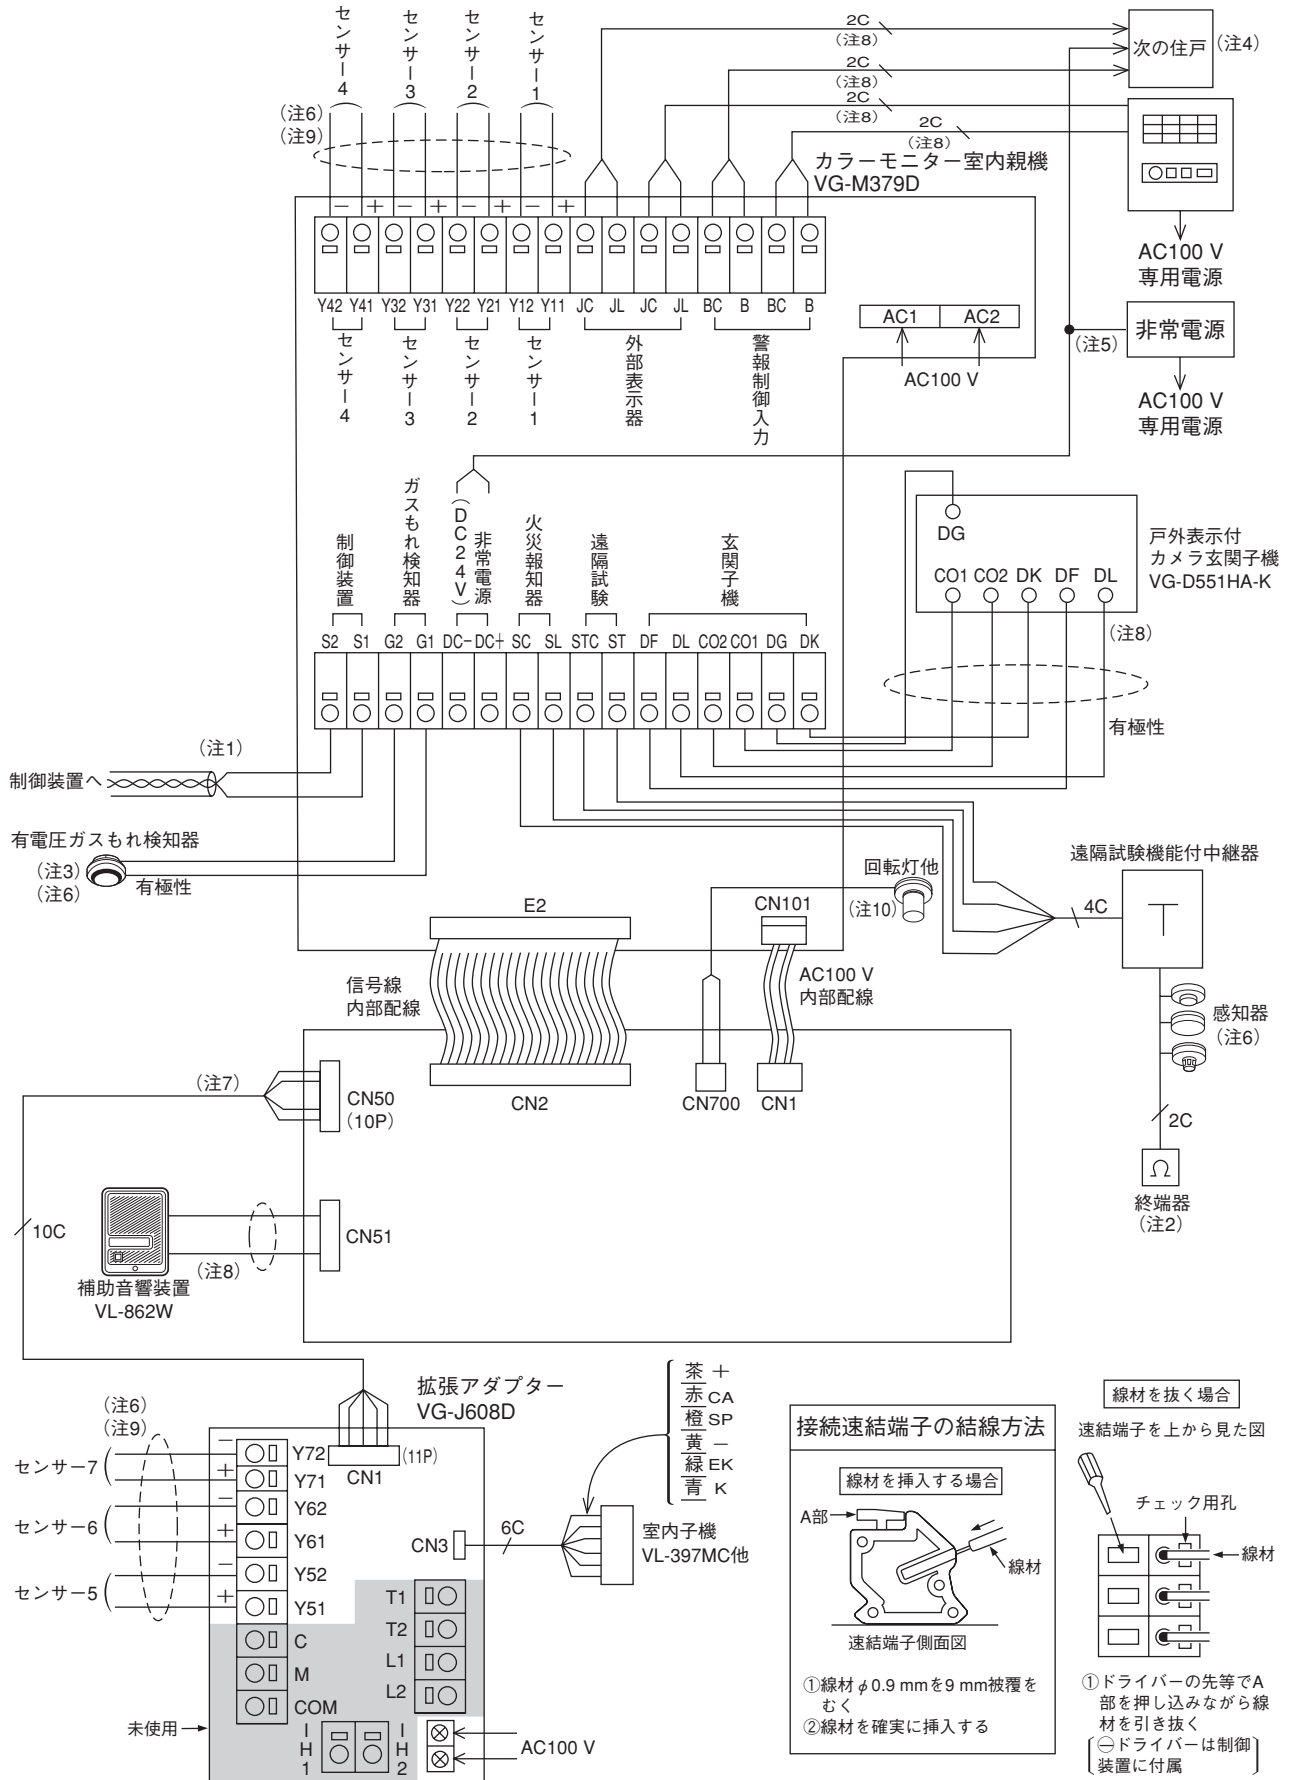 センサー4
センサー3
センサー2
センサー1
(注6)
(注9)
2C
(注8)
2C
(注8)
2C
(注8)
2C
(注8)
次の住戸
(注4)
カラーモニター室内親機
VG-M379D
AC100 V
専用電源
− + − + − + − +
Y42 Y41 Y32 Y31 Y22 Y21 Y12 Y11 JC JL JC JL BC B BC B
センサー4
センサー3
センサー2
センサー1
外部表示器
警報制御入力
AC1 AC2
AC100 V
(注5)
非常電源
AC100 V
専用電源
制御装置
ガスもれ検知器
非常電源
(DC24V)
火災報知器
遠隔試験
玄関子機
S2 S1 G2 G1 DC− DC+ SC SL STC ST DF DL CO2 CO1 DG DK
DG
CO1 CO2 DK DF DL
戸外表示付
カメラ玄関子機
VG-D551HA-K
(注8)
有極性
(注1)
制御装置へ
有電圧ガスもれ検知器
(注3)
(注6)
有極性
回転灯他
(注10)
遠隔試験機能付中継器
4C
T
感知器
(注6)
2C
Ω
終端器
(注2)
E2
CN101
信号線
内部配線
AC100 V
内部配線
CN2
CN700
CN1
(注7)
CN50
(10P)
10C
CN51
(注8)
補助音響装置
VL-862W
拡張アダプター
VG-J608D
(注6)
(注9)
センサー7
センサー6
センサー5
−
+
−
+
−
+
Y72
Y71
Y62
Y61
Y52
Y51
C
M
COM
CN1
(11P)
CN3
6C
茶 +
赤 CA
橙 SP
黄 −
緑 EK
青 K
室内子機
VL-397MC他
T1
T2
L1
L2
IH1
IH2
未使用
AC100 V
接続速結端子の結線方法
線材を挿入する場合
A部
線材
速結端子側面図
①線材φ0.9 mmを9 mm被覆を
むく
②線材を確実に挿入する
線材を抜く場合
速結端子を上から見た図
チェック用孔
線材
①ドライバーの先等でA
部を押し込みながら線
材を引き抜く
[⊖ドライバーは制御
装置に付属]